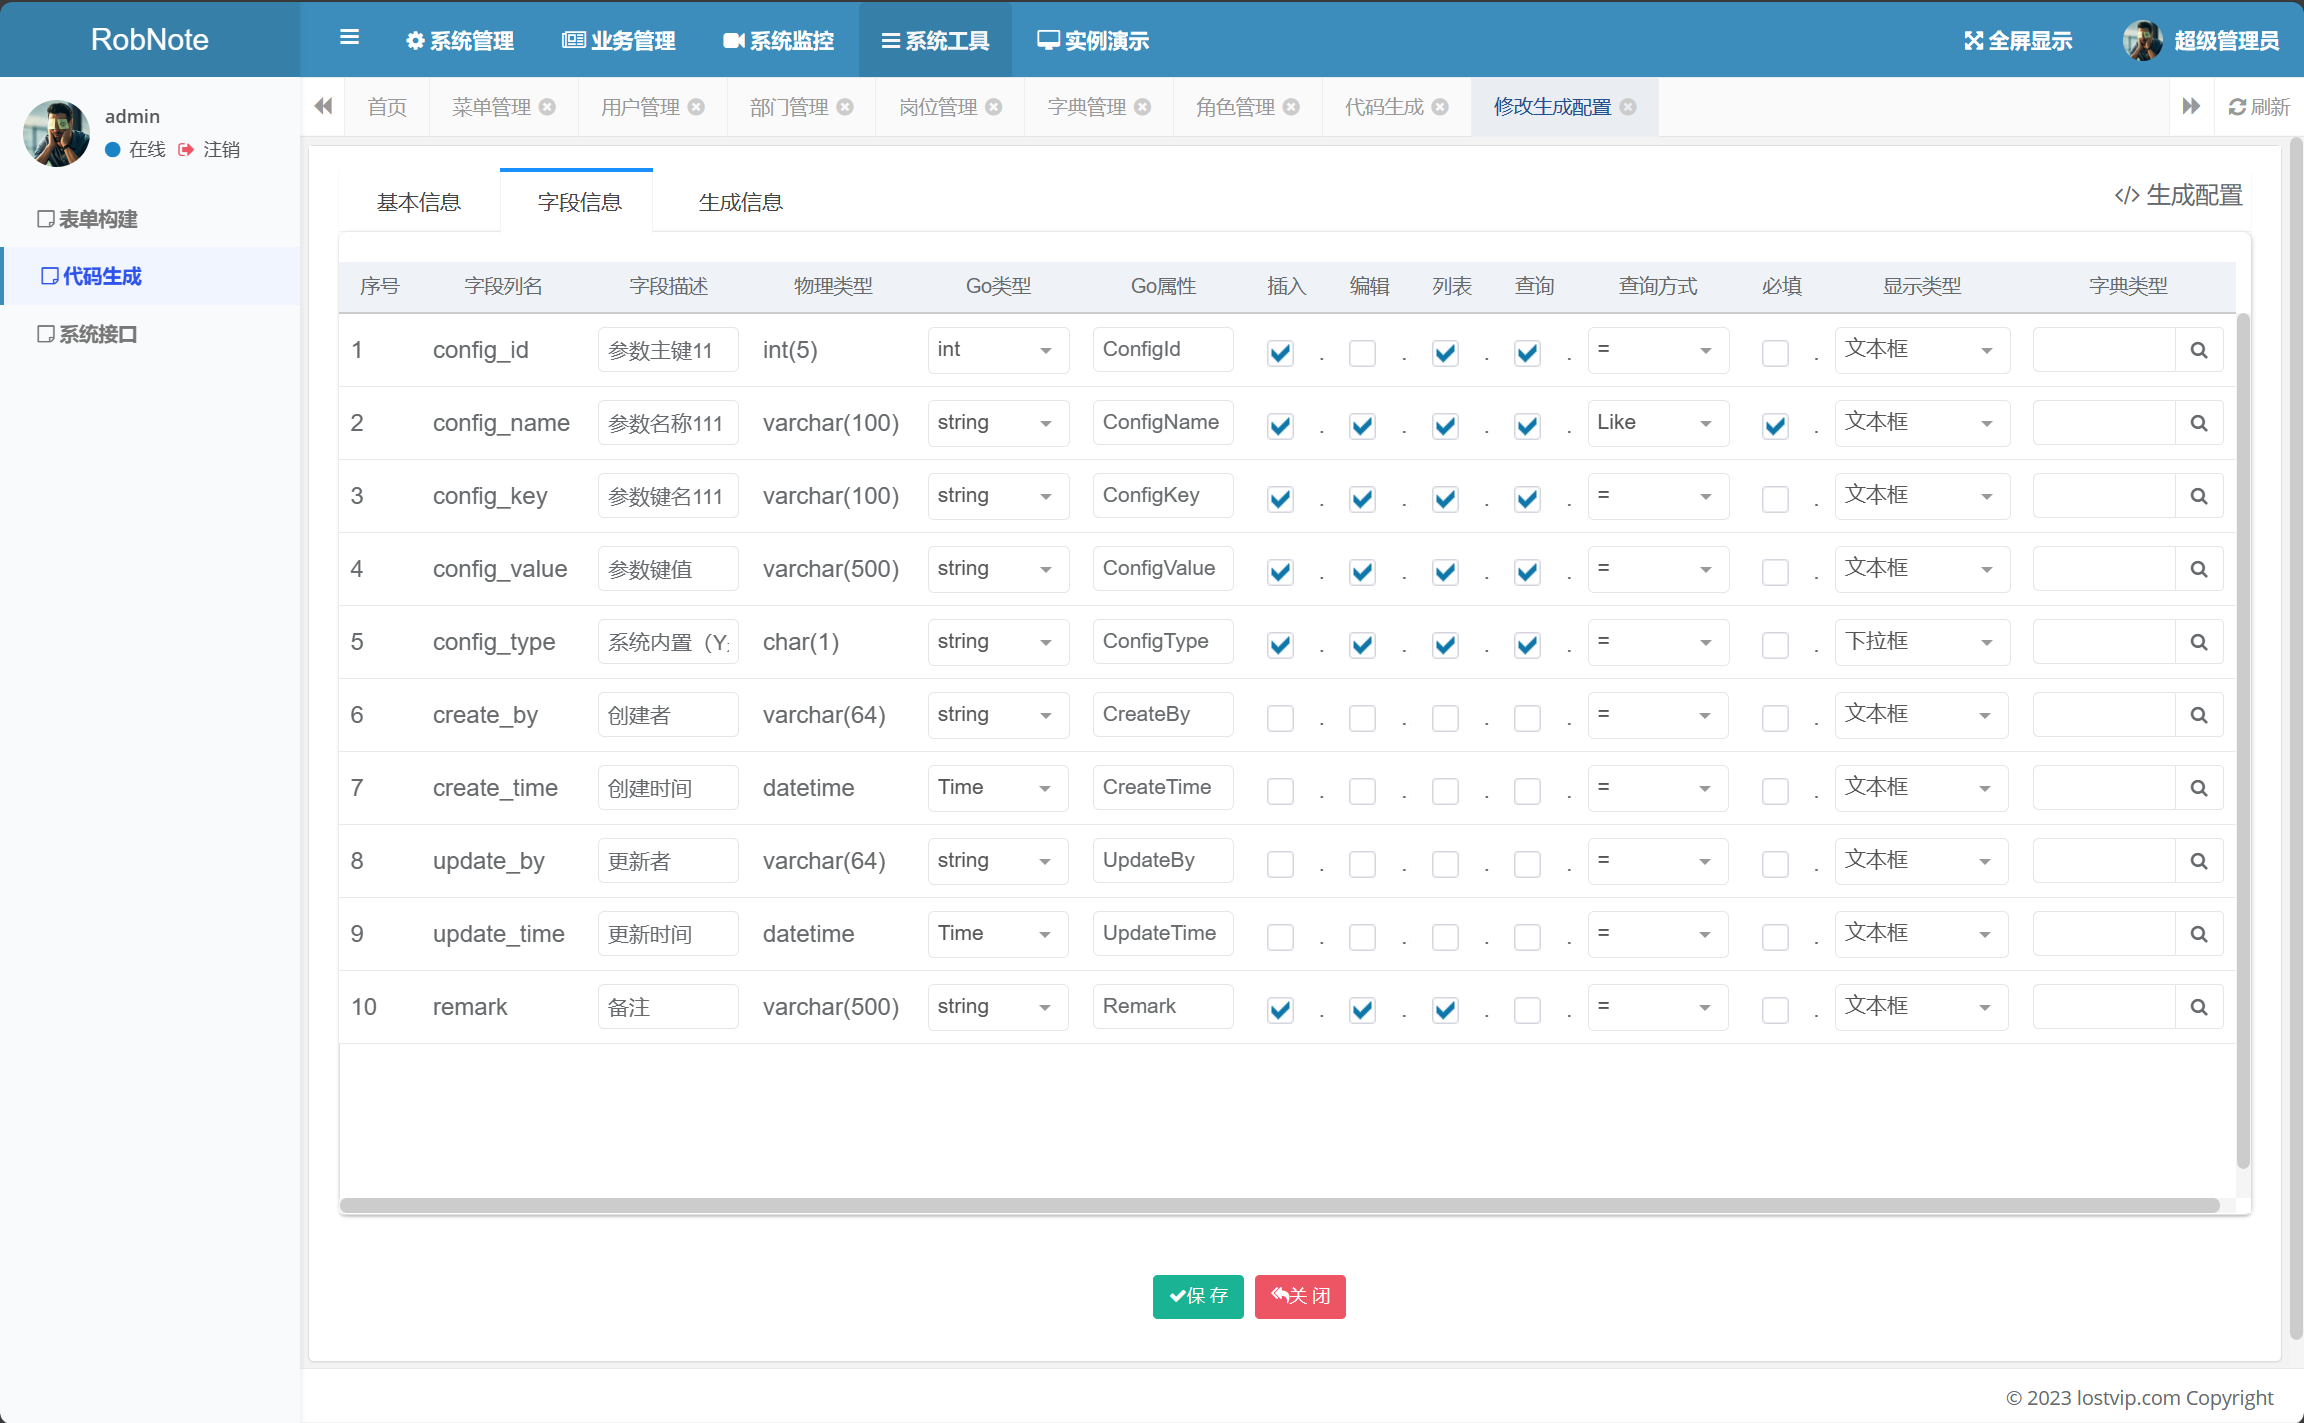 RobNote 系统管理 业务管理 系统监控 系统工具 实例演示 全屏显示 超级管理员
首页 菜单管理 用户管理 部门管理 岗位管理 字典管理 角色管理 代码生成 修改生成配置 刷新
admin
在线 注销
表单构建
代码生成
系统接口
基本信息 字段信息 生成信息 </> 生成配置
序号 字段列名 字段描述 物理类型 Go类型 Go属性 插入 编辑 列表 查询 查询方式 必填 显示类型 字典类型
1 config_id 参数主键11 int(5) int ConfigId . . . . = . 文本框
2 config_name 参数名称111 varchar(100) string ConfigName . . . . Like . 文本框
3 config_key 参数键名111 varchar(100) string ConfigKey . . . . = . 文本框
4 config_value 参数键值 varchar(500) string ConfigValue . . . . = . 文本框
5 config_type 系统内置（Y char(1) string ConfigType . . . . = . 下拉框
6 create_by 创建者 varchar(64) string CreateBy . . . . = . 文本框
7 create_time 创建时间 datetime Time CreateTime . . . . = . 文本框
8 update_by 更新者 varchar(64) string UpdateBy . . . . = . 文本框
9 update_time 更新时间 datetime Time UpdateTime . . . . = . 文本框
10 remark 备注 varchar(500) string Remark . . . . = . 文本框
保 存 关 闭
© 2023 lostvip.com Copyright